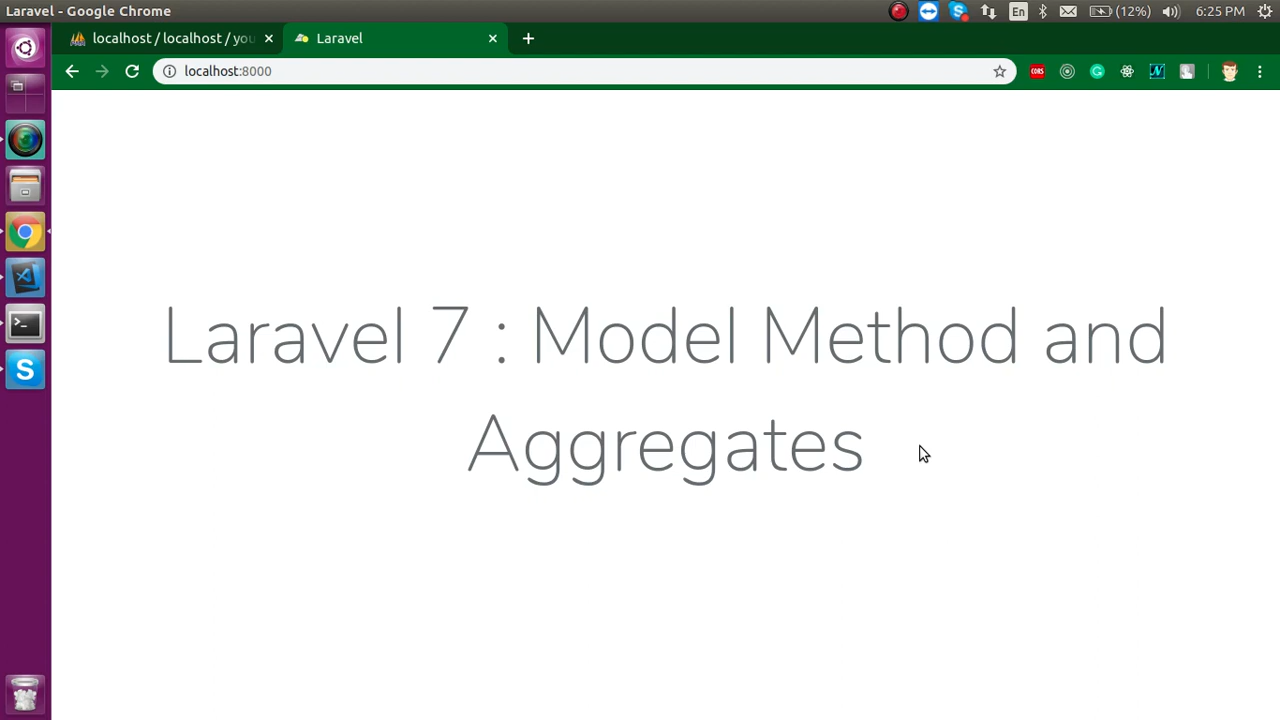 Laravel - Google Chrome
En
(12%)
6:25 PM
localhost / localhost / you
Laravel
localhost:8000
CORS
Laravel 7 : Model Method and
Aggregates